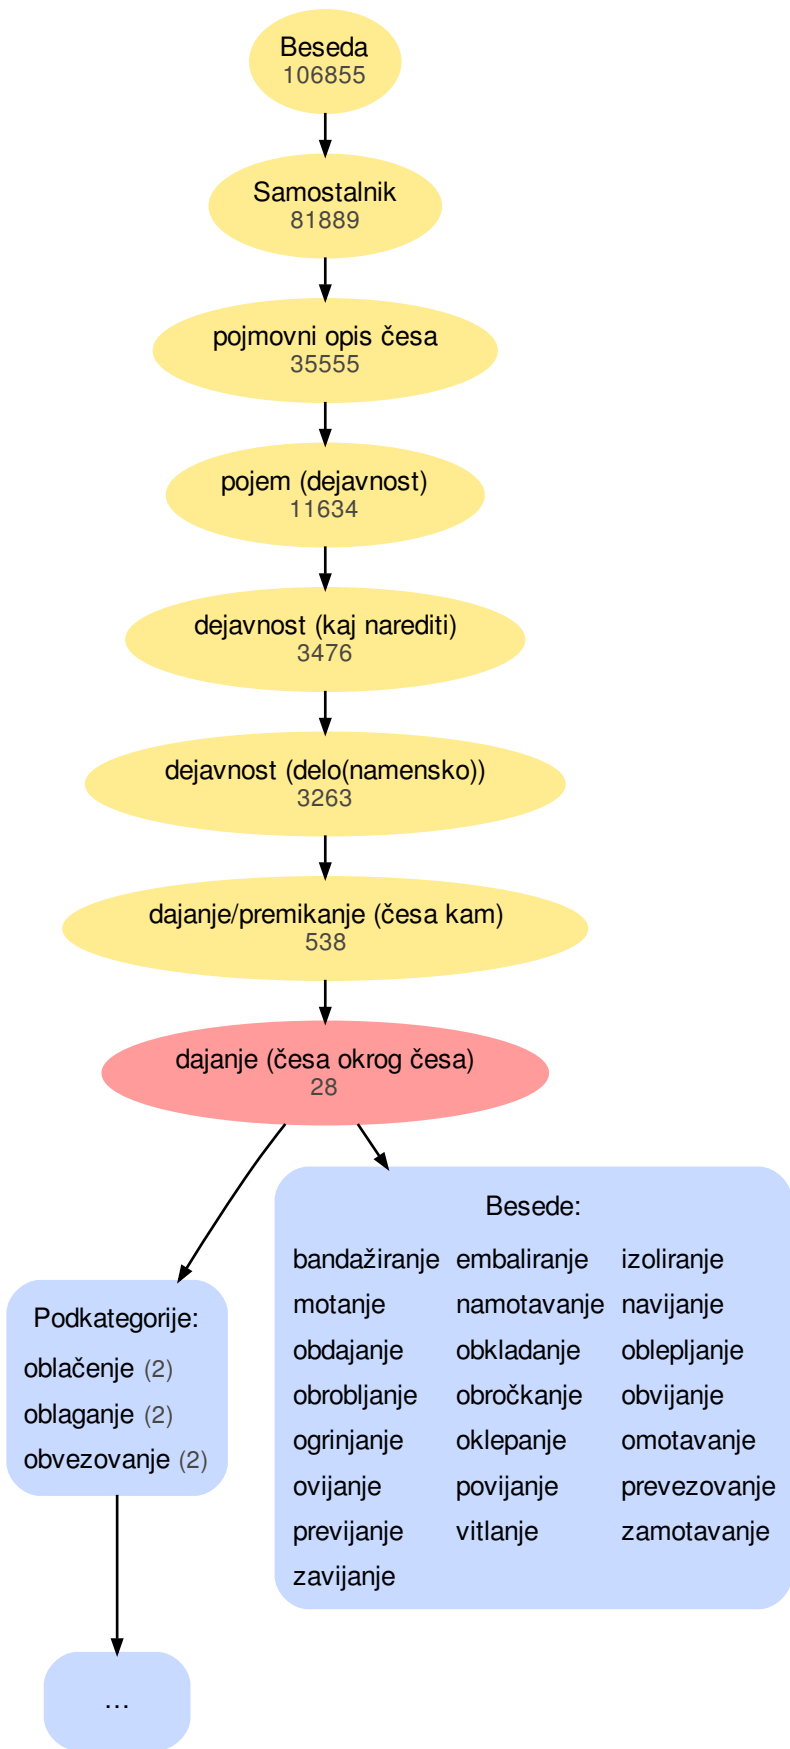 Beseda
106855
Samostalnik
81889
pojmovni opis česa
35555
pojem (dejavnost)
11634
dejavnost (kaj narediti)
3476
dejavnost (delo(namensko))
3263
dajanje/premikanje (česa kam)
538
dajanje (česa okrog česa)
28
Podkategorije:
oblačenje (2)
oblaganje (2)
obvezovanje (2)
...
Besede:
bandažiranje embaliranje izoliranje
motanje namotavanje navijanje
obdajanje obkladanje oblepljanje
obrobljanje obročkanje obvijanje
ogrinjanje oklepanje omotavanje
ovijanje povijanje prevezovanje
previjanje vitlanje zamotavanje
zavijanje